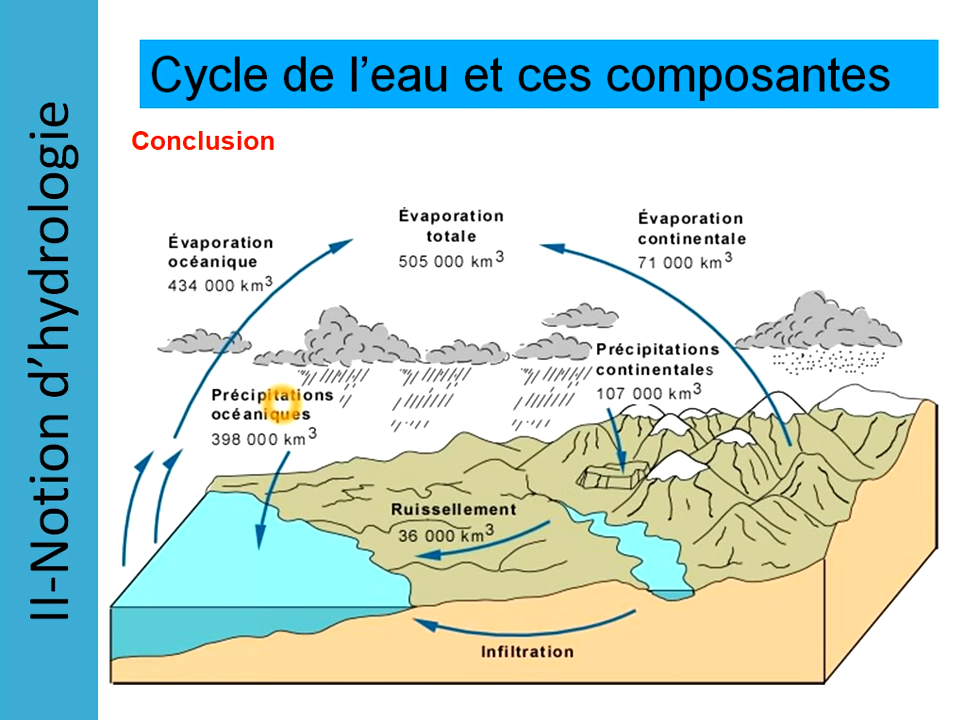 II-Notion d'hydrologie
Cycle de l'eau et ces composantes
Conclusion
Évaporation
océanique
434 000 km³
Évaporation
totale
505 000 km³
Évaporation
continentale
71 000 km³
Précipitations
océaniques
398 000 km³
Précipitations
continentales
107 000 km³
Ruissellement
36 000 km³
Infiltration